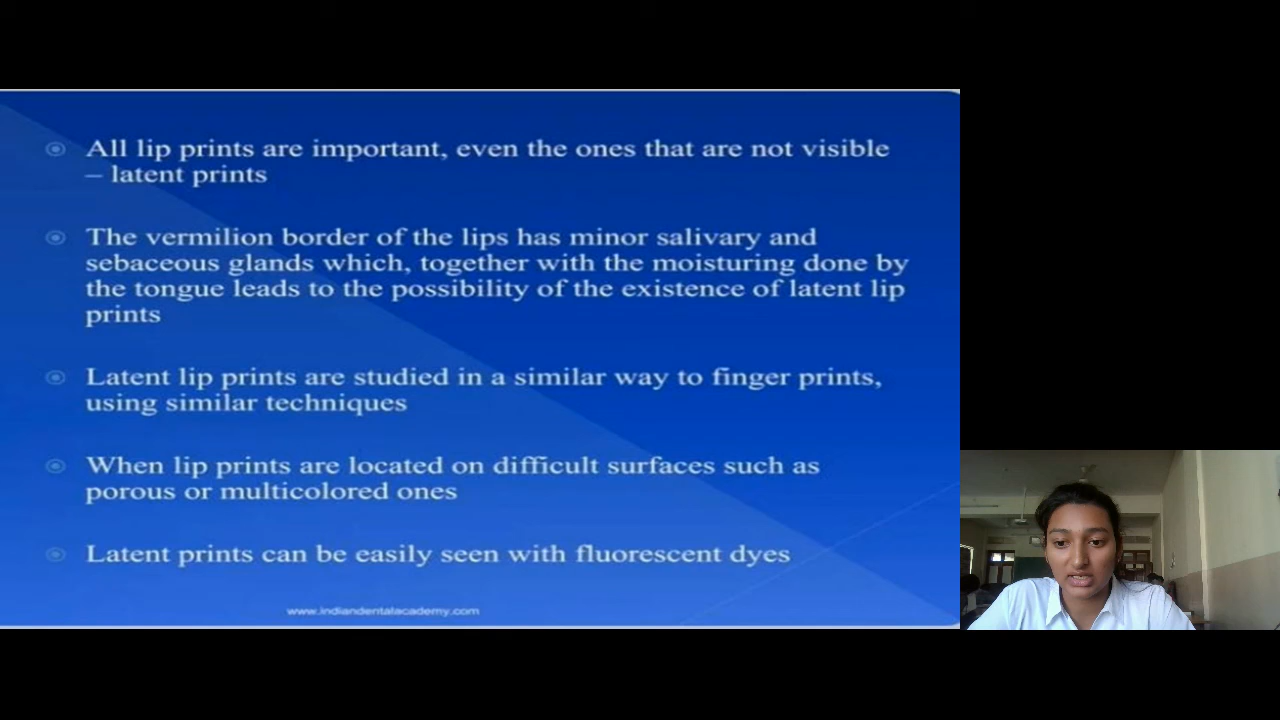 All lip prints are important, even the ones that are not visible
– latent prints
The vermilion border of the lips has minor salivary and
sebaceous glands which, together with the moisturing done by
the tongue leads to the possibility of the existence of latent lip
prints
Latent lip prints are studied in a similar way to finger prints,
using similar techniques
When lip prints are located on difficult surfaces such as
porous or multicolored ones
Latent prints can be easily seen with fluorescent dyes
www.indiandentalacademy.com